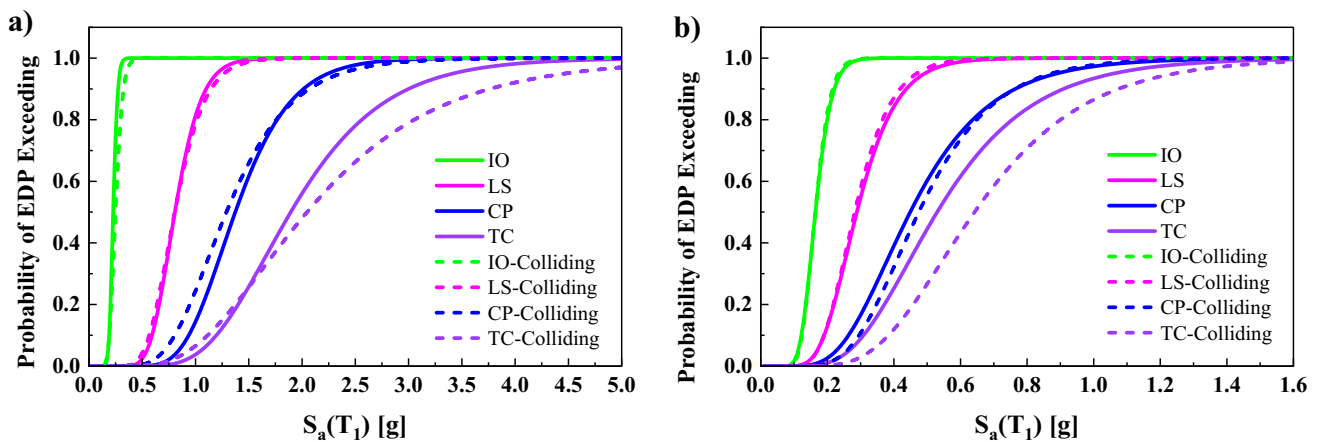 a)
Probability of EDP Exceeding
1.0
0.8
0.6
0.4
0.2
0.0
0.0 0.5 1.0 1.5 2.0 2.5 3.0 3.5 4.0 4.5 5.0
Sa(T1) [g]
IO
LS
CP
TC
IO-Colliding
LS-Colliding
CP-Colliding
TC-Colliding
b)
Probability of EDP Exceeding
1.0
0.8
0.6
0.4
0.2
0.0
0.0 0.2 0.4 0.6 0.8 1.0 1.2 1.4 1.6
Sa(T1) [g]
IO
LS
CP
TC
IO-Colliding
LS-Colliding
CP-Colliding
TC-Colliding